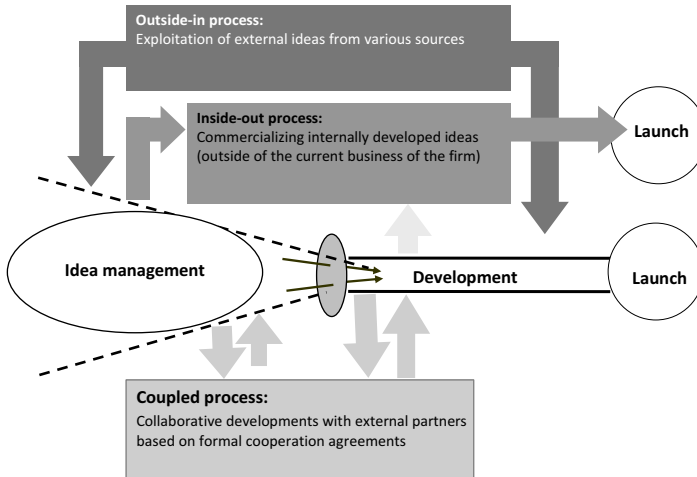 Outside-in process:
Exploitation of external ideas from various sources
Inside-out process:
Commercializing internally developed ideas
(outside of the current business of the firm)
Launch
Idea management
Development
Launch
Coupled process:
Collaborative developments with external partners
based on formal cooperation agreements